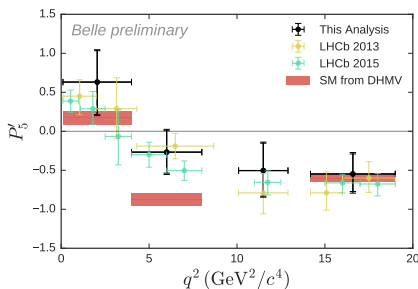 Belle preliminary
This Analysis
LHCb 2013
LHCb 2015
SM from DHMV
1.5
1.0
0.5
0.0
−0.5
−1.0
−1.5
P′5
0 5 10 15 20
q² (GeV²/c⁴)